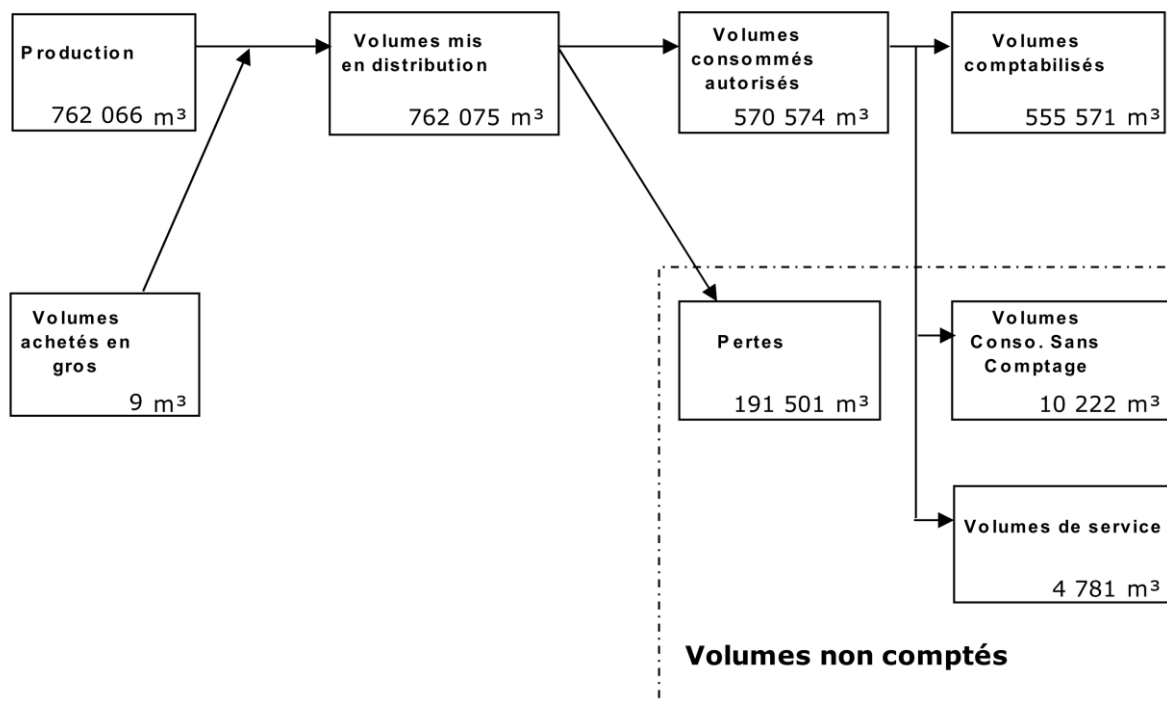 Production
762 066 m³
Volumes mis
en distribution
762 075 m³
Volumes
consommés
autorisés
570 574 m³
Volumes
comptabilisés
555 571 m³
Volumes
achetés en
gros
9 m³
Pertes
191 501 m³
Volumes
Conso. Sans
Comptage
10 222 m³
Volumes de service
4 781 m³
Volumes non comptés